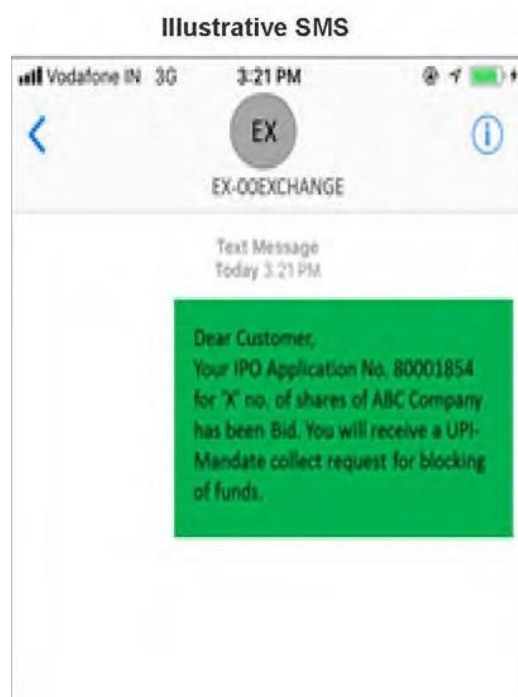 Illustrative SMS
Vodafone IN 3G 3:21 PM
EX
EX-00EXCHANGE
Text Message
Today 3:21 PM
Dear Customer,
Your IPO Application No. 80001854
for 'X' no. of shares of ABC Company
has been Bid. You will receive a UPI-
Mandate collect request for blocking
of funds.